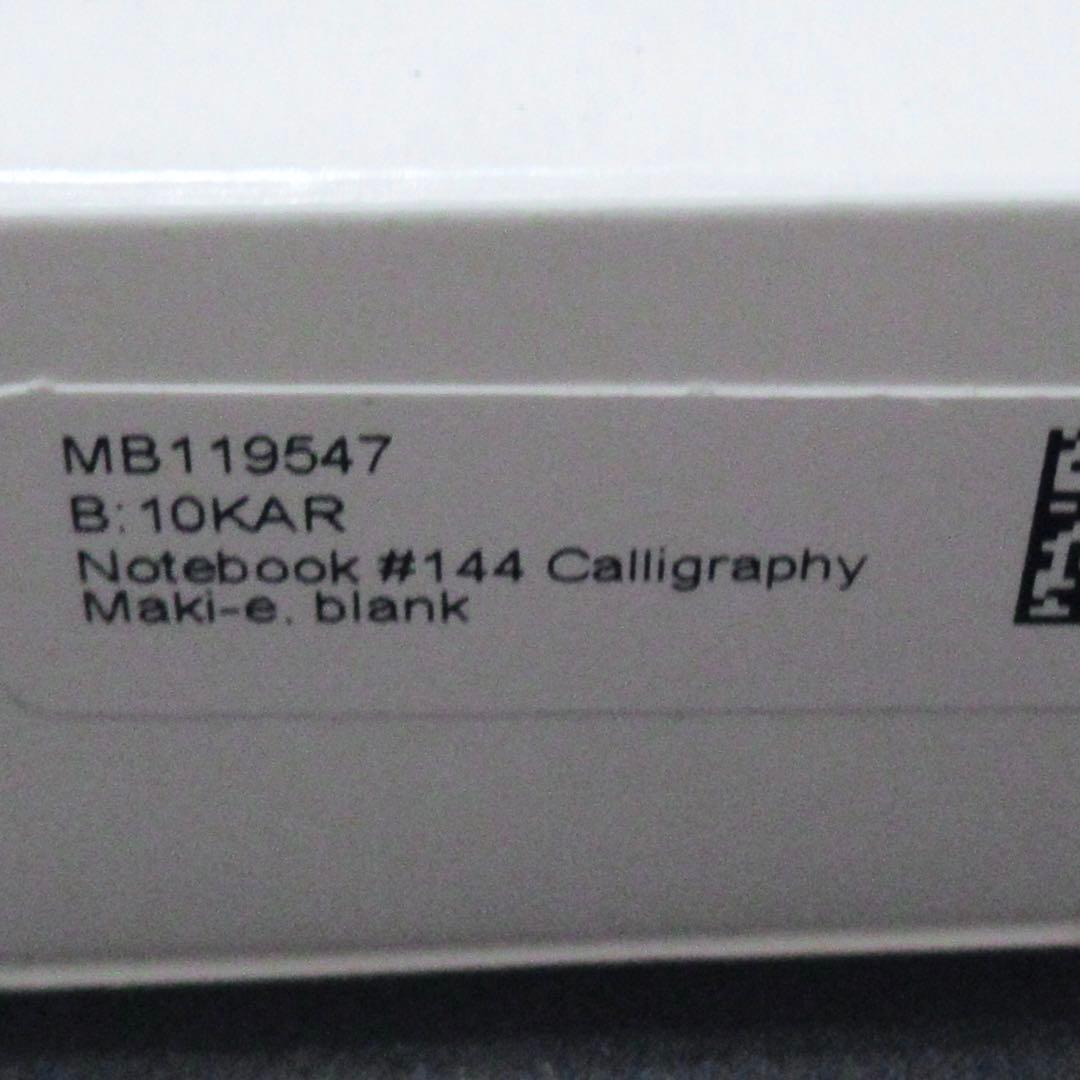 MB119547
B:10KAR
Notebook #144 Calligraphy
Maki-e. blank